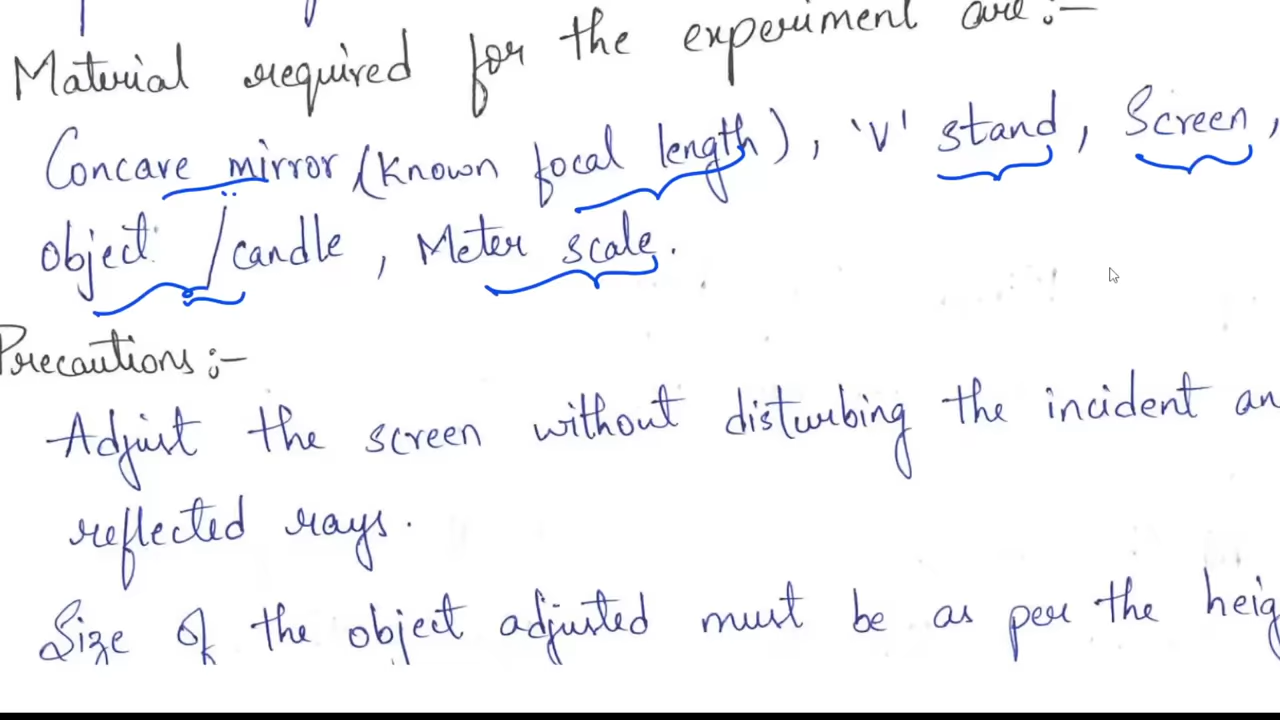 Material required for the experiment are :-
Concave mirror (Known focal length), 'V' stand, Screen,
object / candle, Meter scale.
Precautions :-
Adjust the screen without disturbing the incident an
reflected rays.
Size of the object adjusted must be as per the heig